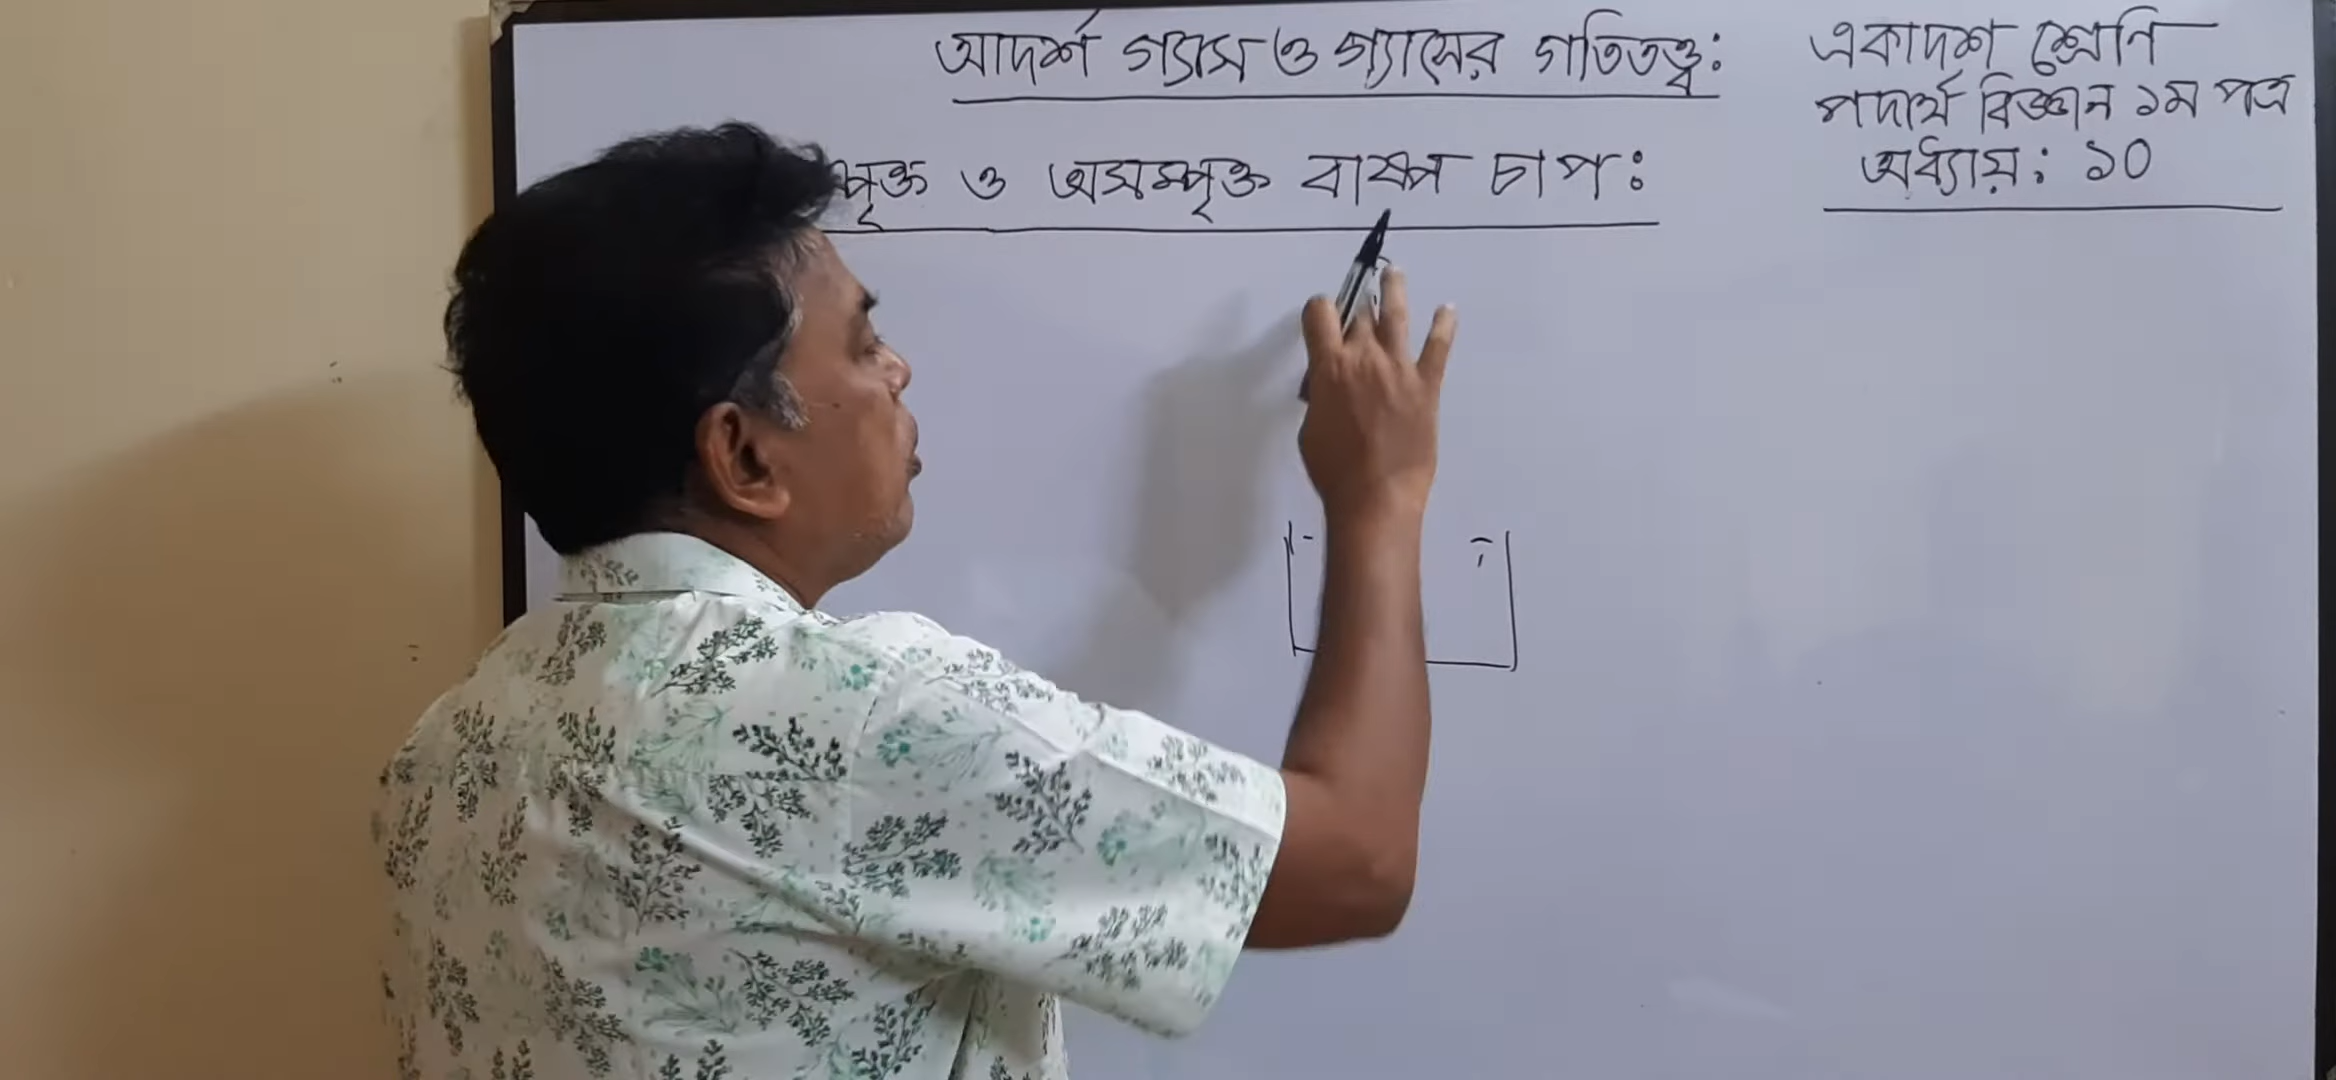 আদর্শ গ্যাস ও গ্যাসের গতিতত্ত্ব:
একাদশ শ্রেণি
পদার্থ বিজ্ঞান ১ম পত্র
অধ্যায়: ১০
ও অসম্পৃক্ত বাষ্প চাপ: